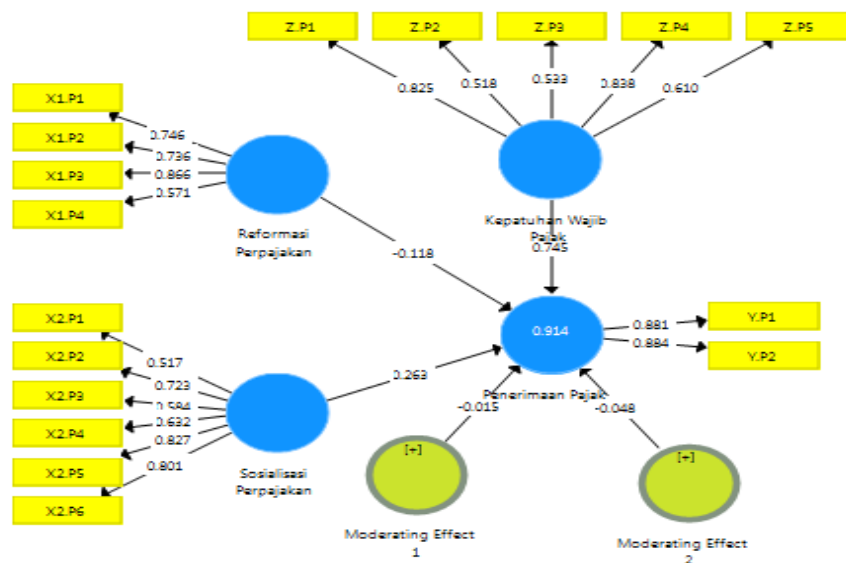 Z.P1
Z.P2
Z.P3
Z.P4
Z.P5
0.825
0.518
0.533
0.838
0.610
X1.P1
X1.P2
X1.P3
X1.P4
0.746
0.736
0.866
0.571
Reformasi
Perpajakan
Kepatuhan Wajib
Pajak
0.745
-0.118
X2.P1
X2.P2
X2.P3
X2.P4
X2.P5
X2.P6
0.517
0.723
0.584
0.632
0.827
0.801
Sosialisasi
Perpajakan
0.263
0.914
Penerimaan Pajak
0.881
0.884
Y.P1
Y.P2
-0.015
-0.048
[+]
Moderating Effect
1
[+]
Moderating Effect
2